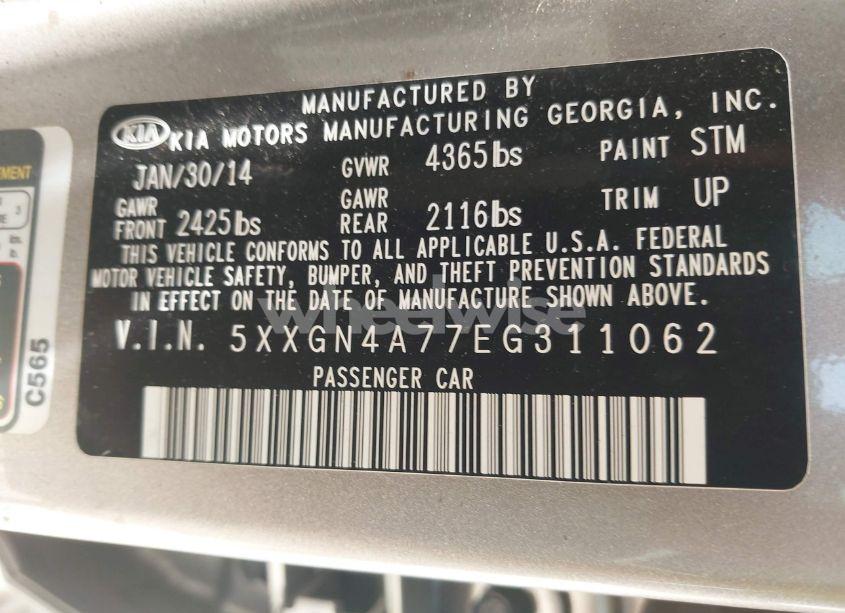 MANUFACTURED BY
KIA KIA MOTORS MANUFACTURING GEORGIA, INC.
JAN/30/14 GVWR 4365lbs PAINT STM
GAWR FRONT 2425lbs GAWR REAR 2116lbs TRIM UP
THIS VEHICLE CONFORMS TO ALL APPLICABLE U.S.A. FEDERAL
MOTOR VEHICLE SAFETY, BUMPER, AND THEFT PREVENTION STANDARDS
IN EFFECT ON THE DATE OF MANUFACTURE SHOWN ABOVE.
wheelwise
V.I.N. 5XXGN4A77EG311062
PASSENGER CAR
C565